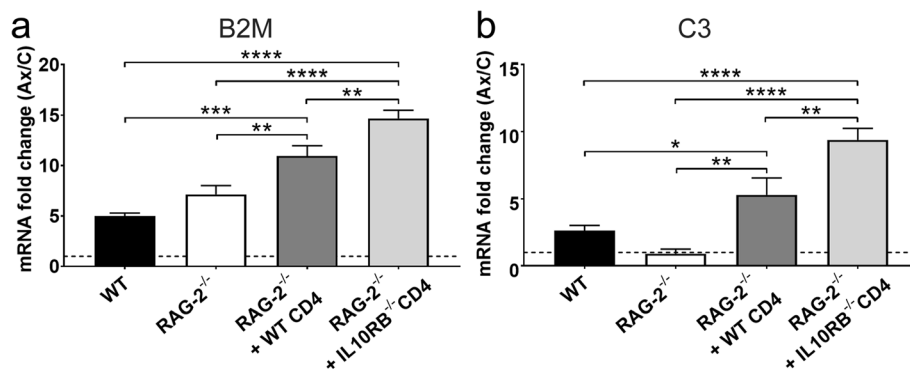 a
B2M
mRNA fold change (Ax/C)
20
15
10
5
0
****
****
**
***
**
WT
RAG-2-/-
RAG-2-/-
+ WT CD4
RAG-2-/-
+ IL10RB-/-CD4
b
C3
mRNA fold change (Ax/C)
15
10
5
0
****
****
**
*
**
WT
RAG-2-/-
RAG-2-/-
+ WT CD4
RAG-2-/-
+ IL10RB-/-CD4